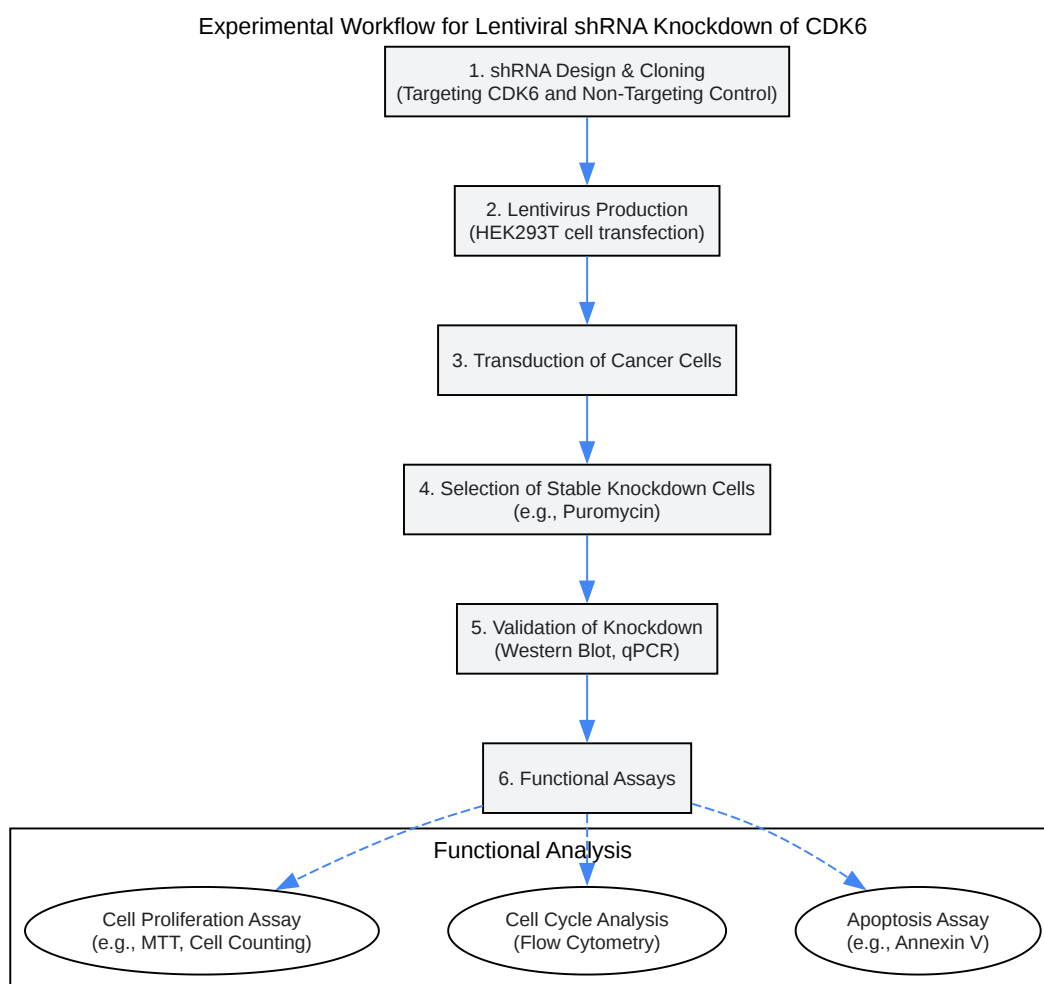 Experimental Workflow for Lentiviral shRNA Knockdown of CDK6
1. shRNA Design & Cloning
(Targeting CDK6 and Non-Targeting Control)
2. Lentivirus Production
(HEK293T cell transfection)
3. Transduction of Cancer Cells
4. Selection of Stable Knockdown Cells
(e.g., Puromycin)
5. Validation of Knockdown
(Western Blot, qPCR)
6. Functional Assays
Functional Analysis
Cell Proliferation Assay
(e.g., MTT, Cell Counting)
Cell Cycle Analysis
(Flow Cytometry)
Apoptosis Assay
(e.g., Annexin V)